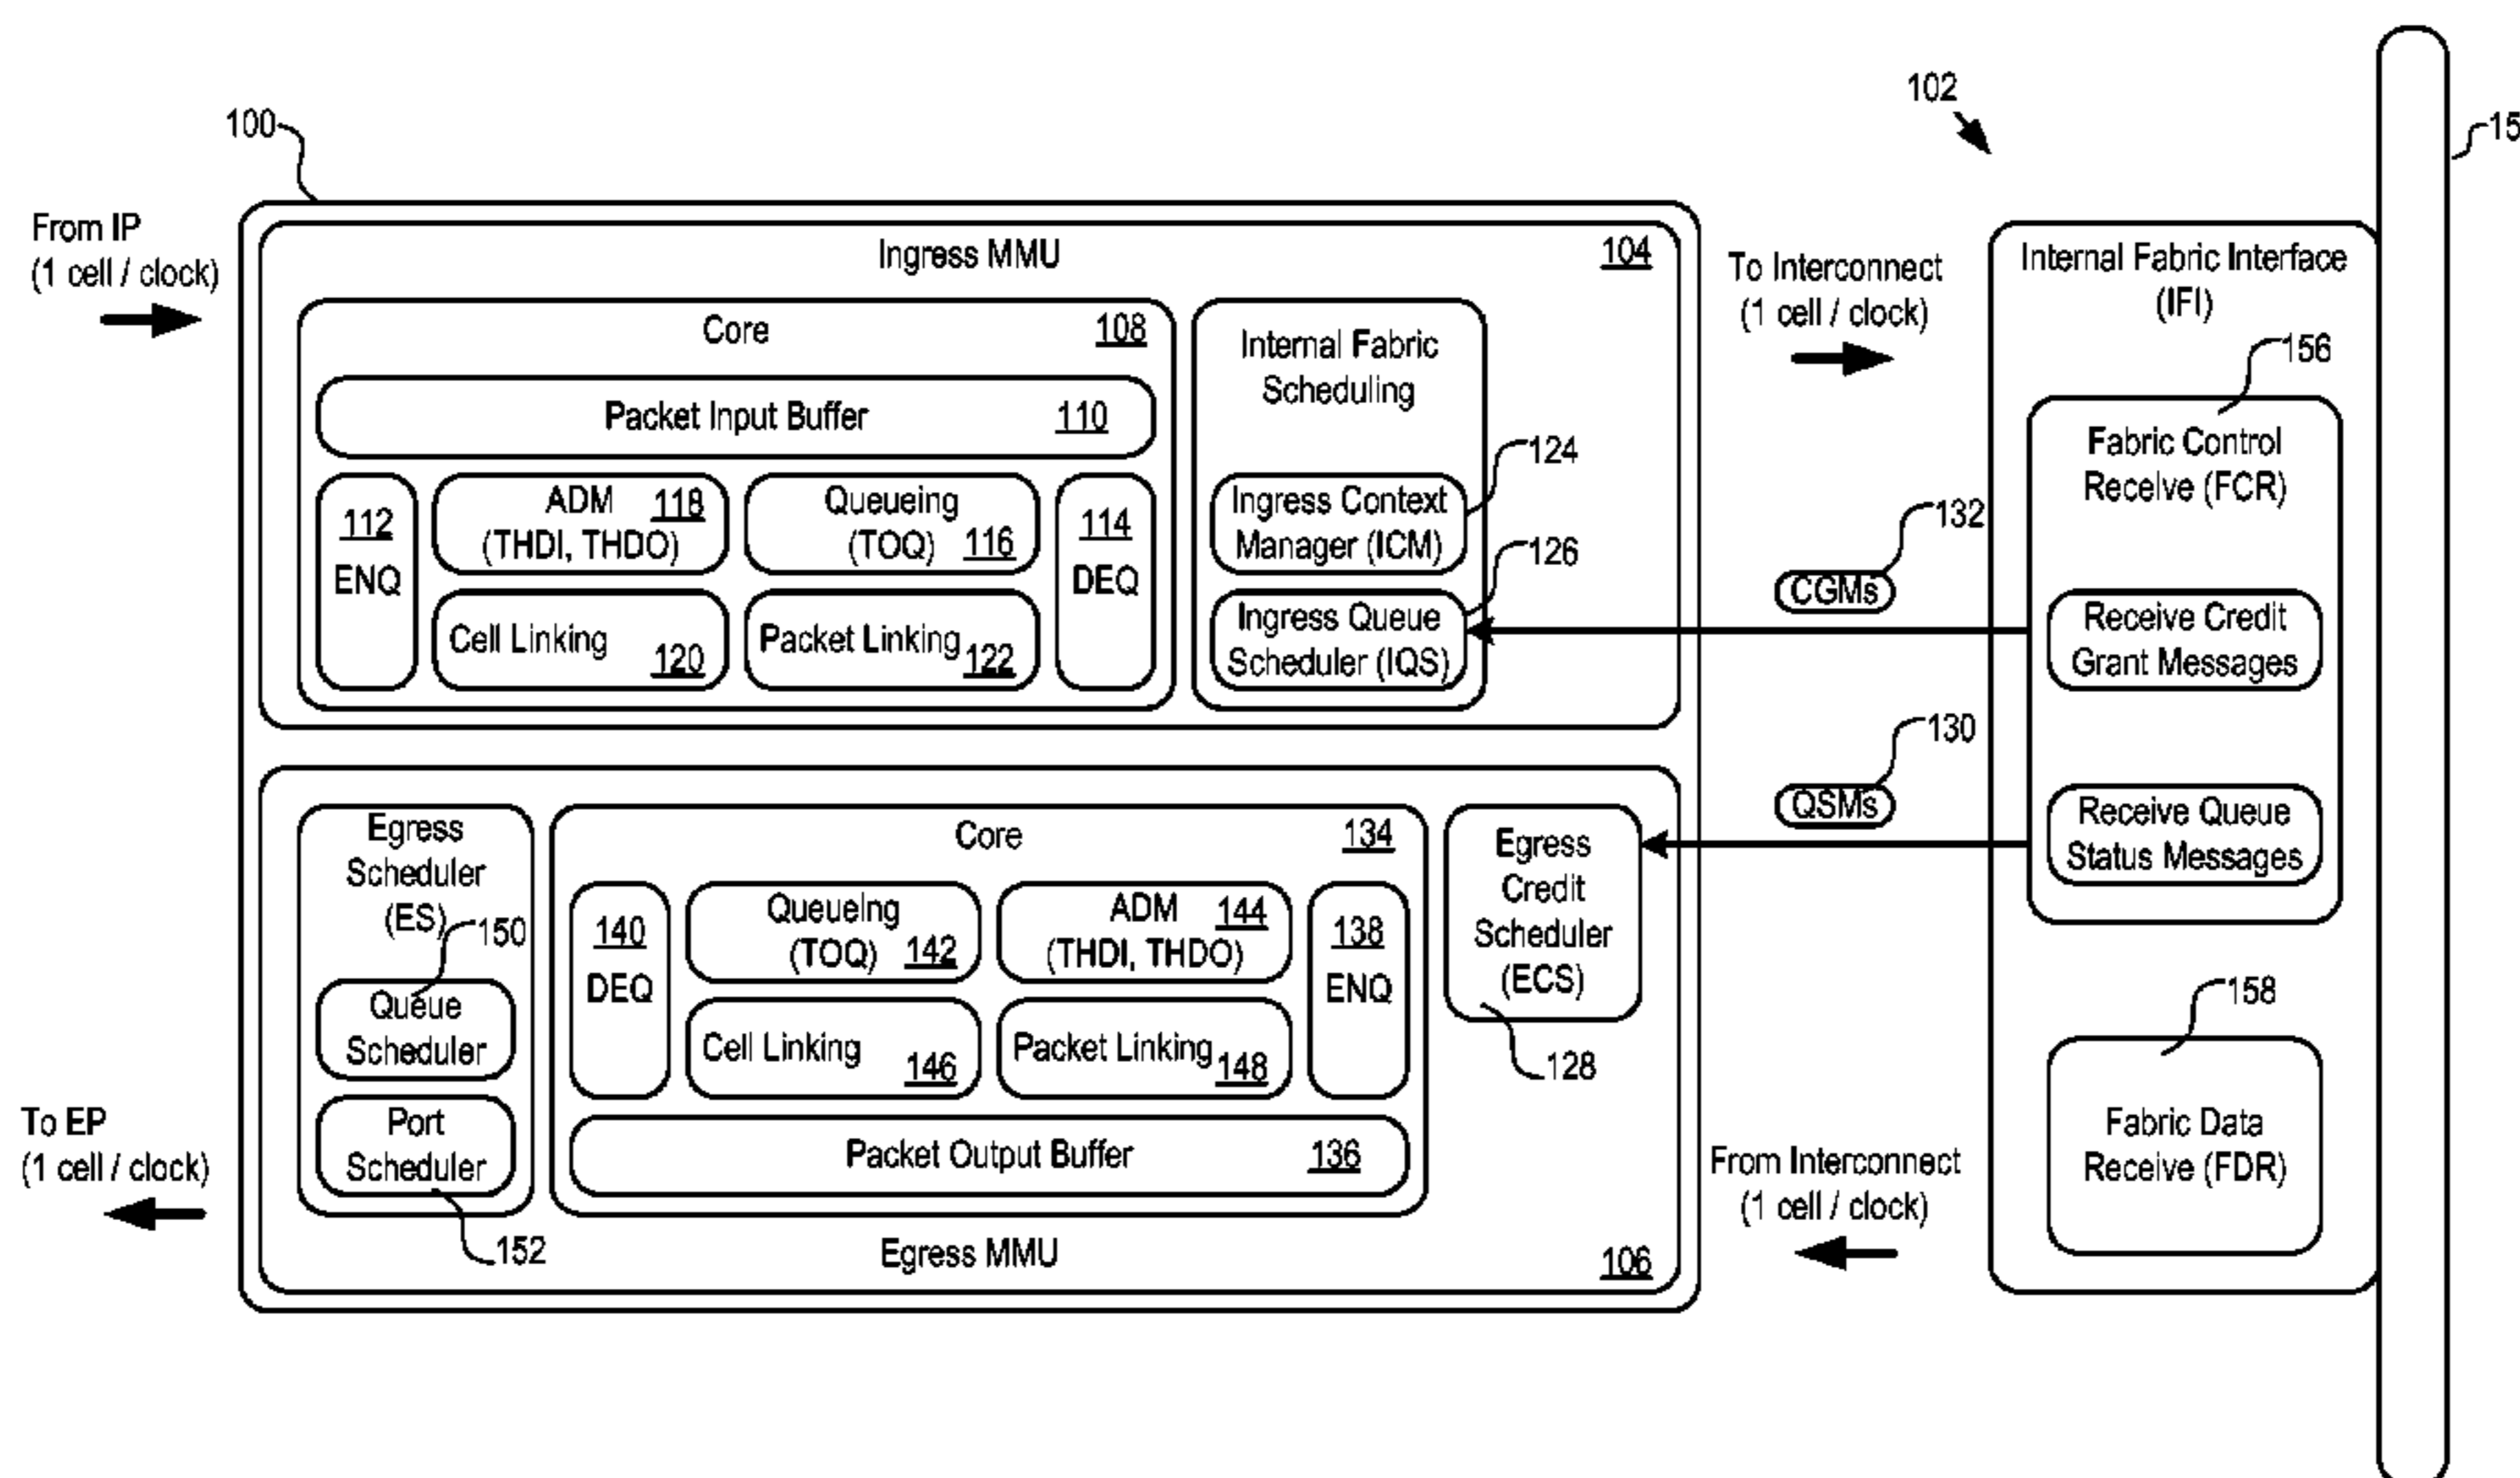 100
102
15
From IP
(1 cell / clock)
Ingress MMU
104
Core
108
Packet Input Buffer
110
112
ENQ
ADM
118
(THDI, THDO)
Queueing
(TOQ)
116
114
DEQ
Cell Linking
120
Packet Linking
122
Internal Fabric
Scheduling
124
Ingress Context
Manager (ICM)
126
Ingress Queue
Scheduler (IQS)
To Interconnect
(1 cell / clock)
132
CGMs
130
QSMs
Internal Fabric Interface
(IFI)
156
Fabric Control
Receive (FCR)
Receive Credit
Grant Messages
Receive Queue
Status Messages
158
Fabric Data
Receive (FDR)
Egress
Scheduler
(ES)
150
Queue
Scheduler
Port
Scheduler
152
To EP
(1 cell / clock)
Core
134
140
DEQ
Queueing
(TOQ)
142
ADM
144
(THDI, THDO)
138
ENQ
Cell Linking
146
Packet Linking
148
Packet Output Buffer
136
Egress
Credit
Scheduler
(ECS)
128
From Interconnect
(1 cell / clock)
Egress MMU
106